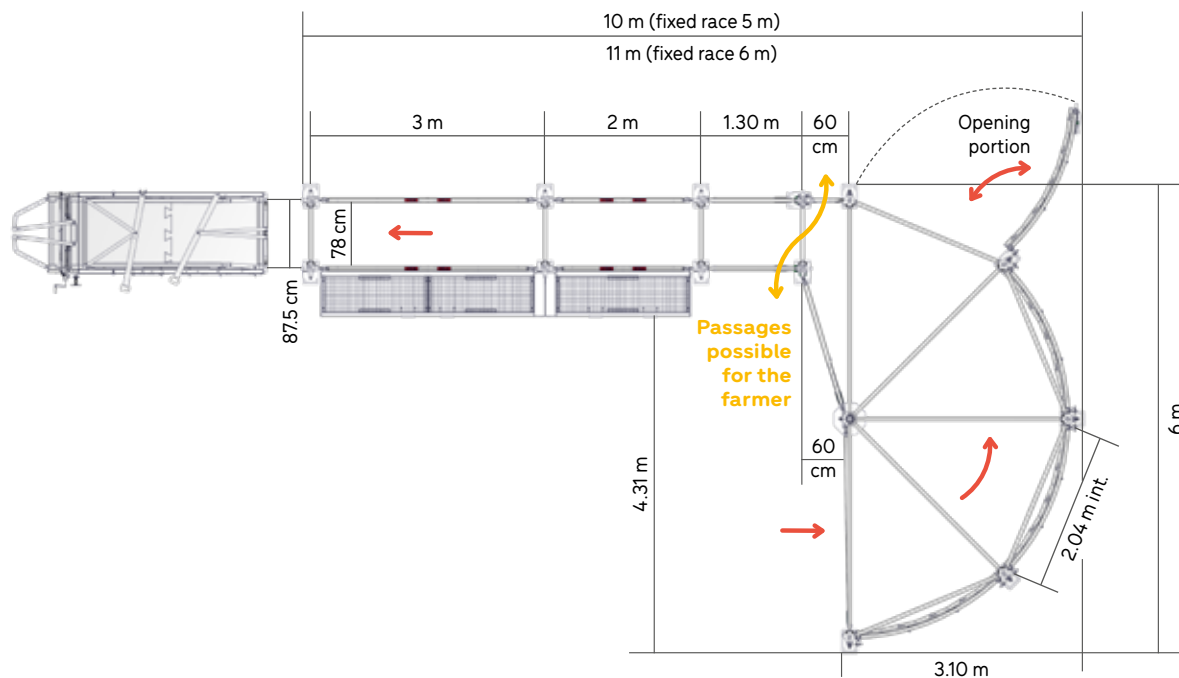 10 m (fixed race 5 m)
11 m (fixed race 6 m)
3 m
2 m
1.30 m
60
cm
Opening
portion
78 cm
87.5 cm
Passages
possible
for the
farmer
60
cm
4.31 m
2.04 m int.
6 m
3.10 m